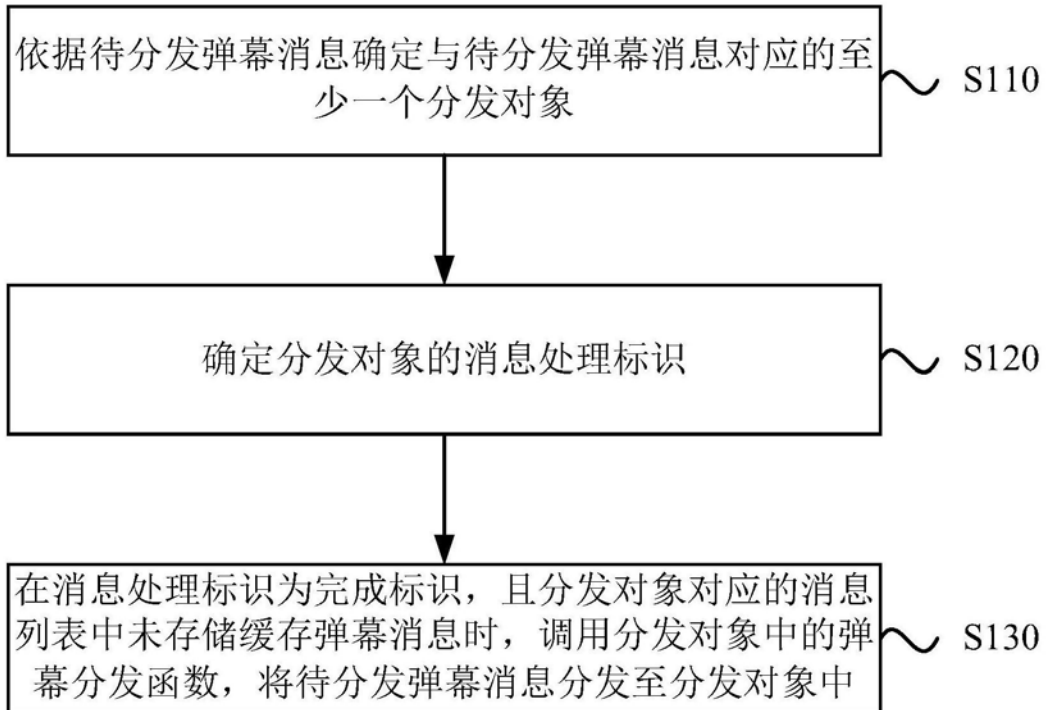 依据待分发弹幕消息确定与待分发弹幕消息对应的至
少一个分发对象
S110
确定分发对象的消息处理标识
S120
在消息处理标识为完成标识，且分发对象对应的消息
列表中未存储缓存弹幕消息时，调用分发对象中的弹
幕分发函数，将待分发弹幕消息分发至分发对象中
S130